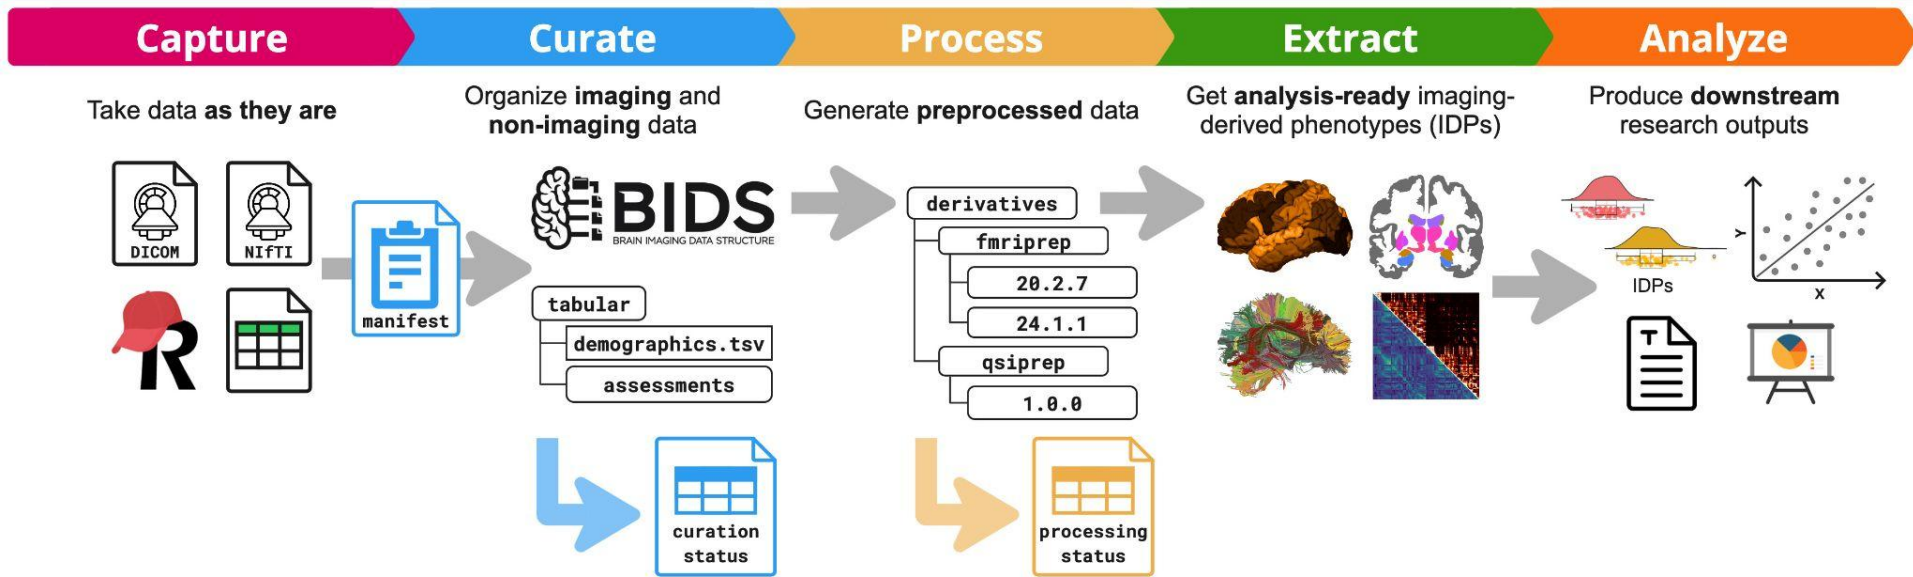 Capture
Curate
Process
Extract
Analyze
Take data as they are
Organize imaging and
non-imaging data
Generate preprocessed data
Get analysis-ready imaging-
derived phenotypes (IDPs)
Produce downstream
research outputs
DICOM
NIfTI
R
manifest
BIDS
BRAIN IMAGING DATA STRUCTURE
tabular
demographics.tsv
assessments
curation
status
derivatives
fmriprep
20.2.7
24.1.1
qsiprep
1.0.0
processing
status
IDPs
Y
X
T